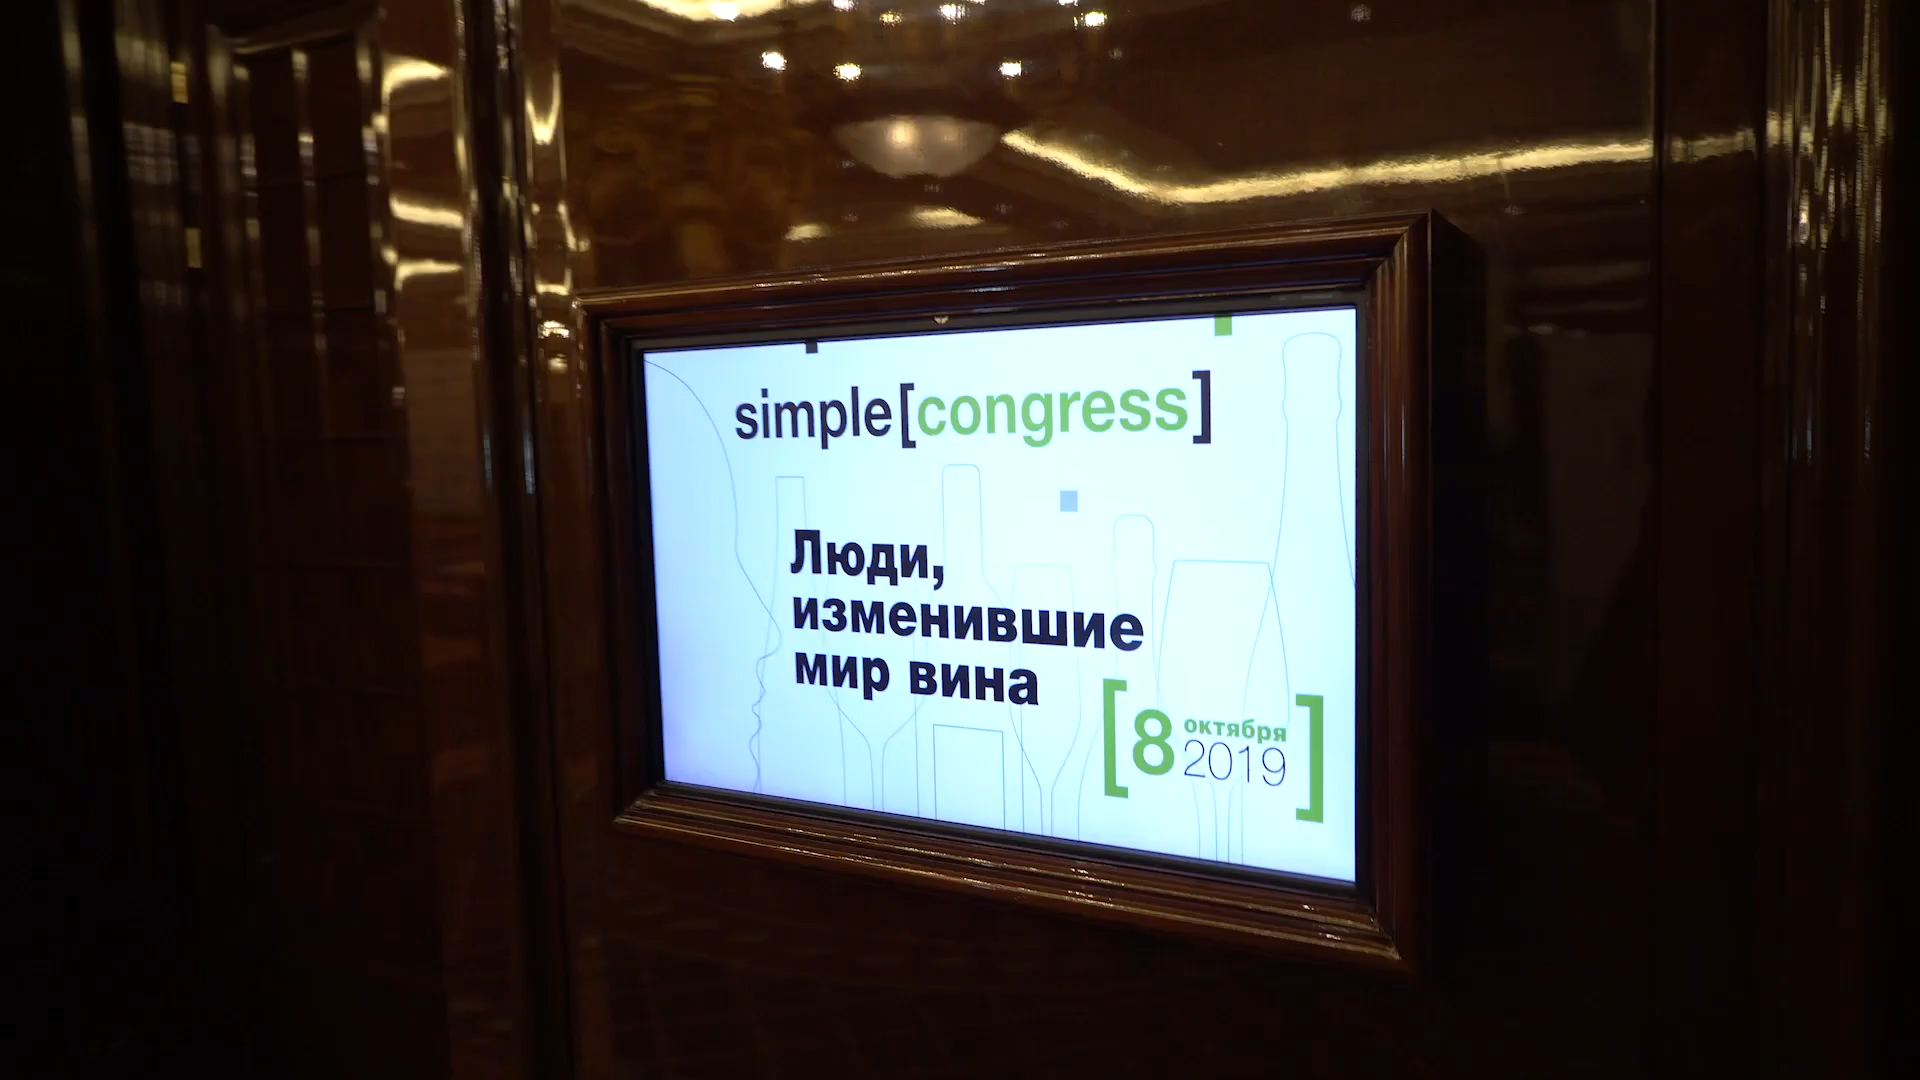 simple[congress]
Люди,
изменившие
мир вина
[8 октября
2019]